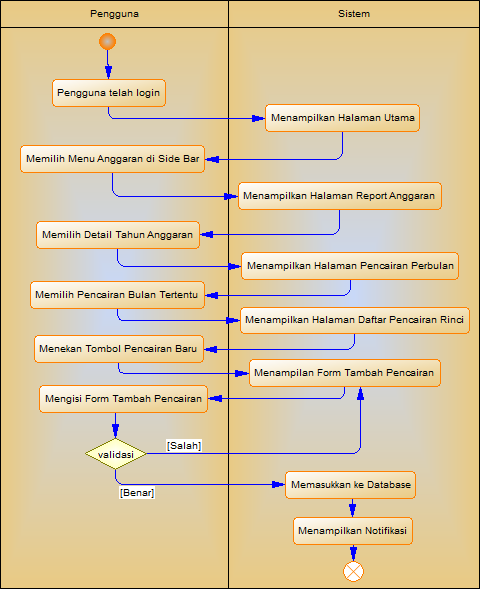 Pengguna
Sistem
Pengguna telah login
Menampilkan Halaman Utama
Memilih Menu Anggaran di Side Bar
Menampilkan Halaman Report Anggaran
Memilih Detail Tahun Anggaran
Menampilkan Halaman Pencairan Perbulan
Memilih Pencairan Bulan Tertentu
Menampilkan Halaman Daftar Pencairan Rinci
Menekan Tombol Pencairan Baru
Menampilan Form Tambah Pencairan
Mengisi Form Tambah Pencairan
[Salah]
validasi
[Benar]
Memasukkan ke Database
Menampilkan Notifikasi